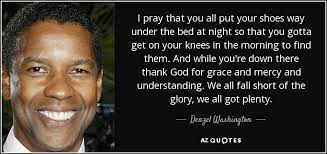 I pray that you all put your shoes way
under the bed at night so that you gotta
get on your knees in the morning to find
them. And while you're down there
thank God for grace and mercy and
understanding. We all fall short of the
glory, we all got plenty.
Denzel Washington
AZ QUOTES